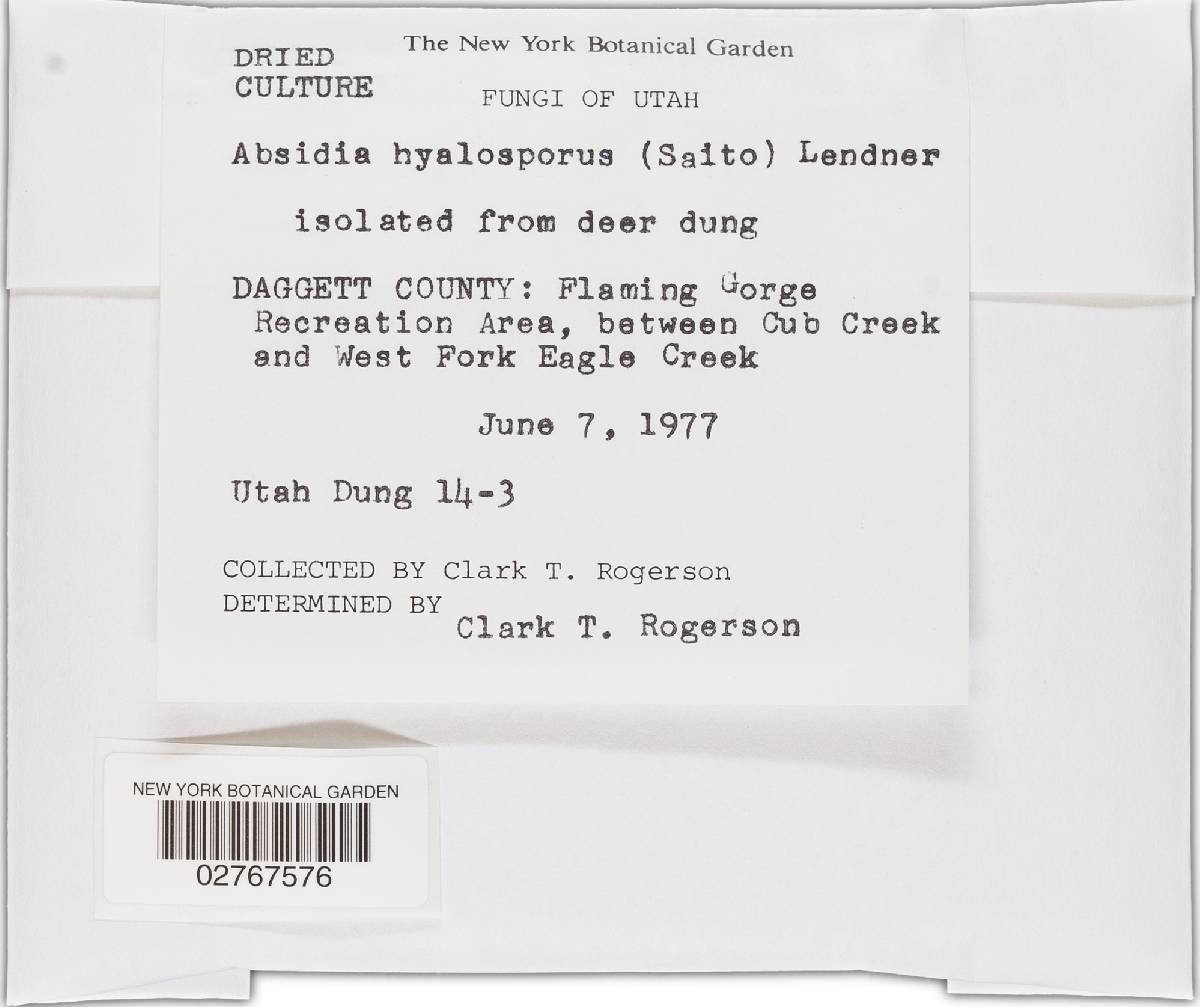 DRIED
CULTURE
The New York Botanical Garden
FUNGI OF UTAH
Absidia hyalosporus (Saito) Lendner
isolated from deer dung
DAGGETT COUNTY: Flaming Gorge
Recreation Area, between Cub Creek
and West Fork Eagle Creek
June 7, 1977
Utah Dung 14-3
COLLECTED BY Clark T. Rogerson
DETERMINED BY
Clark T. Rogerson
NEW YORK BOTANICAL GARDEN
02767576